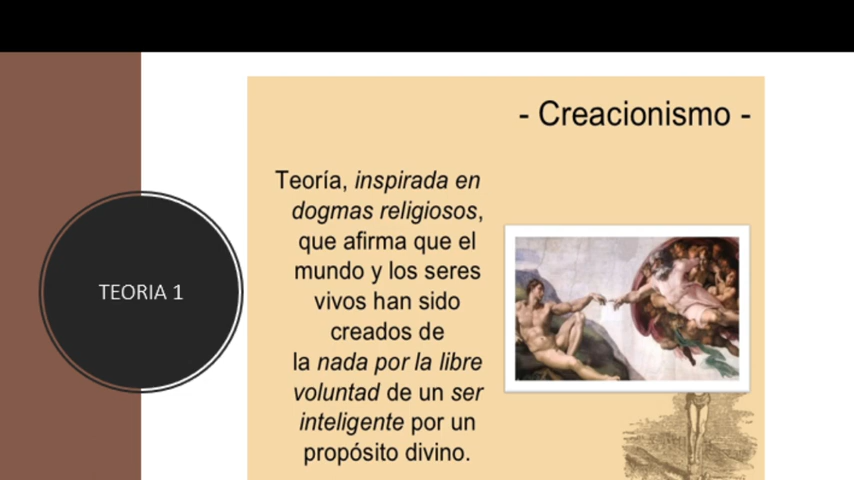 - Creacionismo -
TEORIA 1
Teoría, inspirada en
dogmas religiosos,
que afirma que el
mundo y los seres
vivos han sido
creados de
la nada por la libre
voluntad de un ser
inteligente por un
propósito divino.